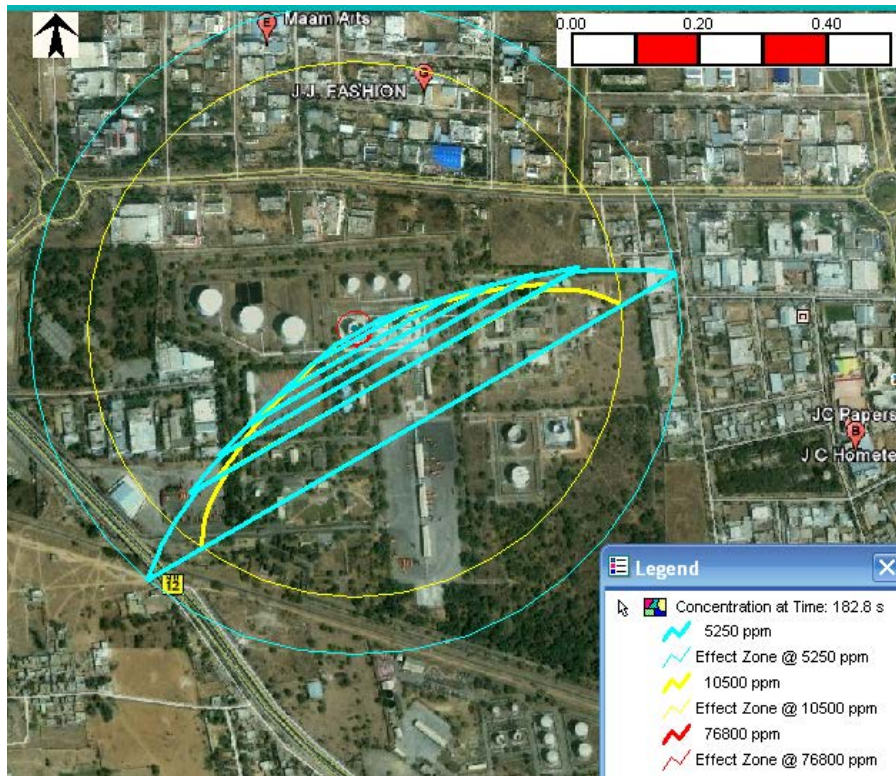 Maam Arts
E
0.00 0.20 0.40
G
J.J. FASHION
JC Papers
B
J C Homete
12
Legend
Concentration at Time: 182.8 s
5250 ppm
Effect Zone @ 5250 ppm
10500 ppm
Effect Zone @ 10500 ppm
76800 ppm
Effect Zone @ 76800 ppm